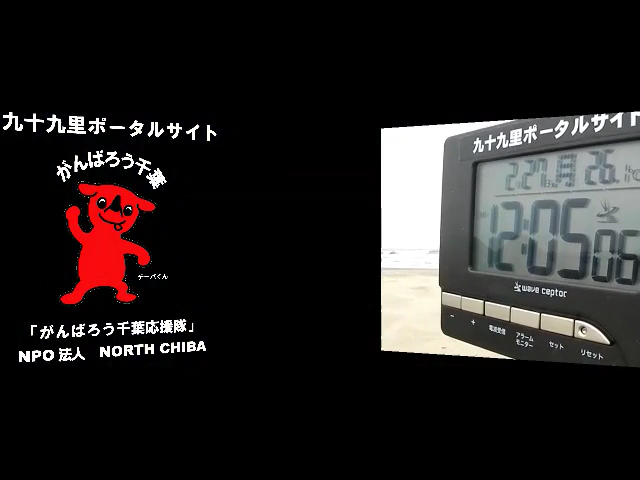 九十九里ポータルサイト
がんばろう千葉
チーバくん
「がんばろう千葉応援隊」
NPO 法人 NORTH CHIBA
九十九里ポータルサイト
12:05 06
wave ceptor
− + 電波受信 アラーム モニター セット リセット